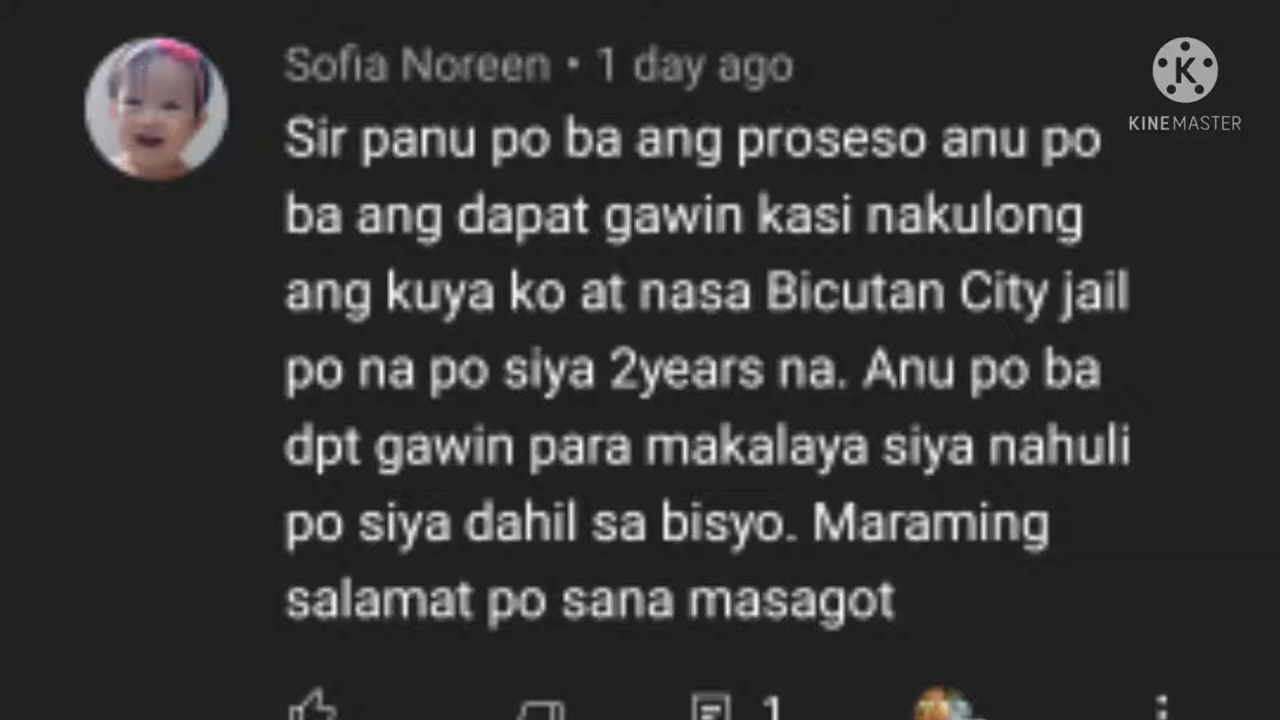 Sofia Noreen • 1 day ago
K
KINEMASTER
Sir panu po ba ang proseso anu po
ba ang dapat gawin kasi nakulong
ang kuya ko at nasa Bicutan City jail
po na po siya 2years na. Anu po ba
dpt gawin para makalaya siya nahuli
po siya dahil sa bisyo. Maraming
salamat po sana masagot
1